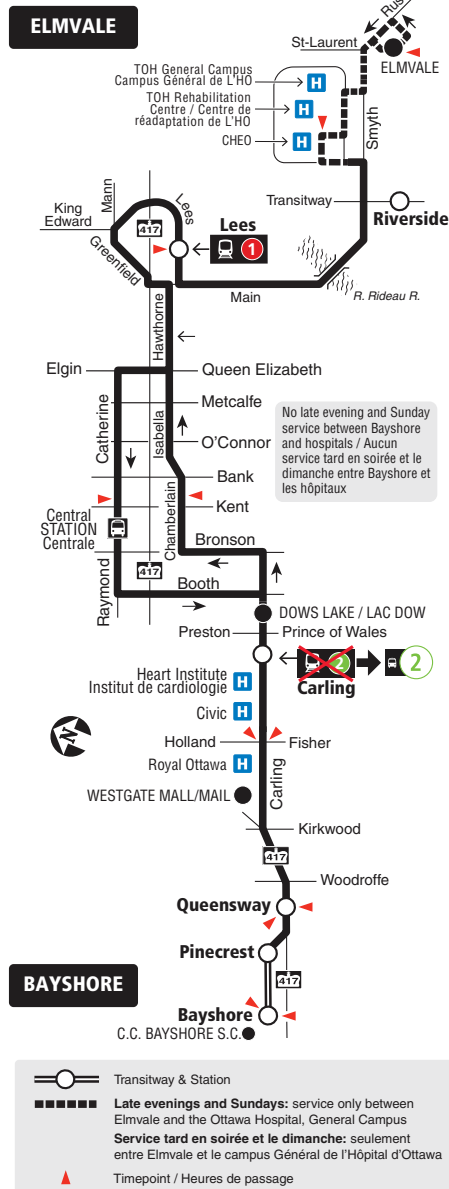 ELMVALE
Rus
St-Laurent
ELMVALE
TOH General Campus
Campus Général de L'HO
H
TOH Rehabilitation
Centre / Centre de
réadaptation de L'HO
H
CHEO
H
Smyth
Transitway
Riverside
Mann
King
Edward
417
Lees
Lees
1
Greenfield
Main
R. Rideau R.
Hawthorne
Elgin
Queen Elizabeth
Catherine
Metcalfe
Isabella
O'Connor
No late evening and Sunday
service between Bayshore
and hospitals / Aucun
service tard en soirée et le
dimanche entre Bayshore et
les hôpitaux
Bank
Kent
Chamberlain
Central
STATION
Centrale
Bronson
417
Raymond
Booth
DOWS LAKE / LAC DOW
Preston
Prince of Wales
2
2
Carling
Heart Institute
Institut de cardiologie
H
Civic
H
N
Holland
Fisher
Royal Ottawa
H
Carling
WESTGATE MALL/MAIL
Kirkwood
417
Woodroffe
Queensway
Pinecrest
BAYSHORE
417
Bayshore
C.C. BAYSHORE S.C.
Transitway & Station
Late evenings and Sundays: service only between
Elmvale and the Ottawa Hospital, General Campus
Service tard en soirée et le dimanche: seulement
entre Elmvale et le campus Général de l'Hôpital d'Ottawa
Timepoint / Heures de passage